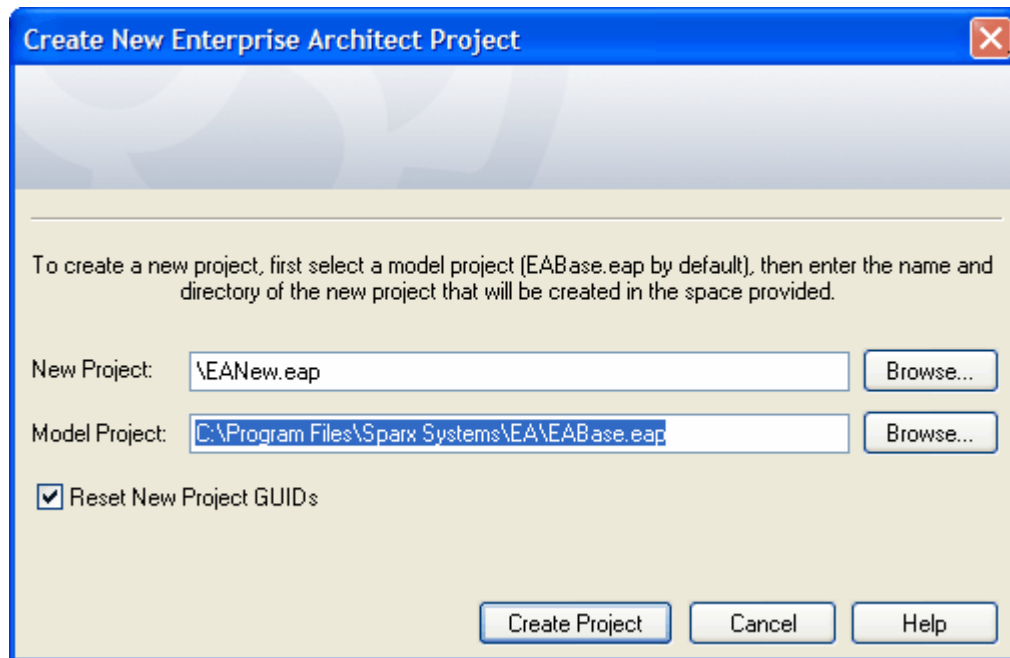 Create New Enterprise Architect Project
To create a new project, first select a model project (EABase.eap by default), then enter the name and
directory of the new project that will be created in the space provided.
New Project: \EANew.eap Browse...
Model Project: C:\Program Files\Sparx Systems\EA\EABase.eap Browse...
Reset New Project GUIDs
Create Project Cancel Help